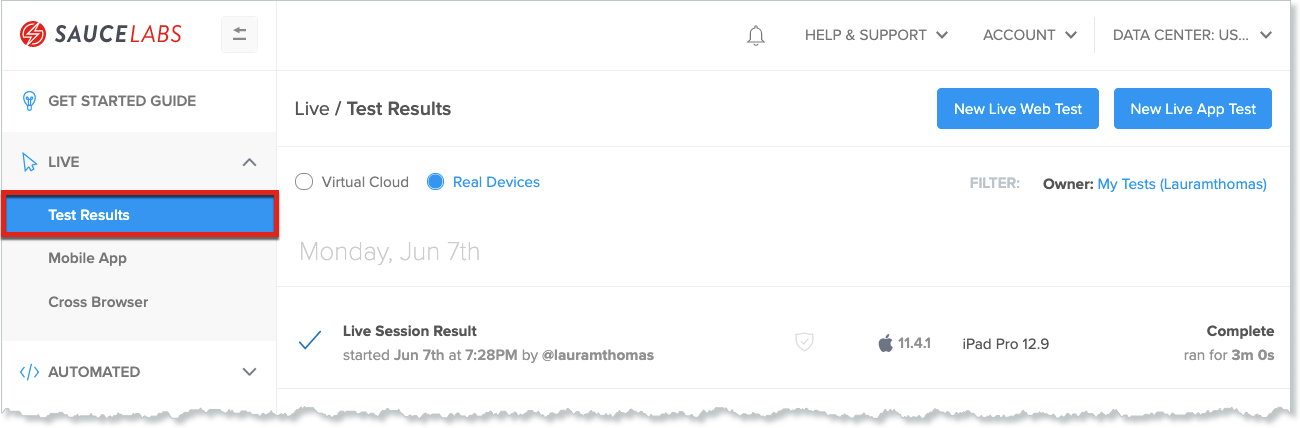 SAUCELABS
HELP & SUPPORT
ACCOUNT
DATA CENTER: US...
GET STARTED GUIDE
LIVE
Test Results
Mobile App
Cross Browser
AUTOMATED
Live / Test Results
New Live Web Test
New Live App Test
Virtual Cloud
Real Devices
FILTER: Owner: My Tests (Lauramthomas)
Monday, Jun 7th
Live Session Result
started Jun 7th at 7:28PM by @lauramthomas
11.4.1
iPad Pro 12.9
Complete
ran for 3m 0s